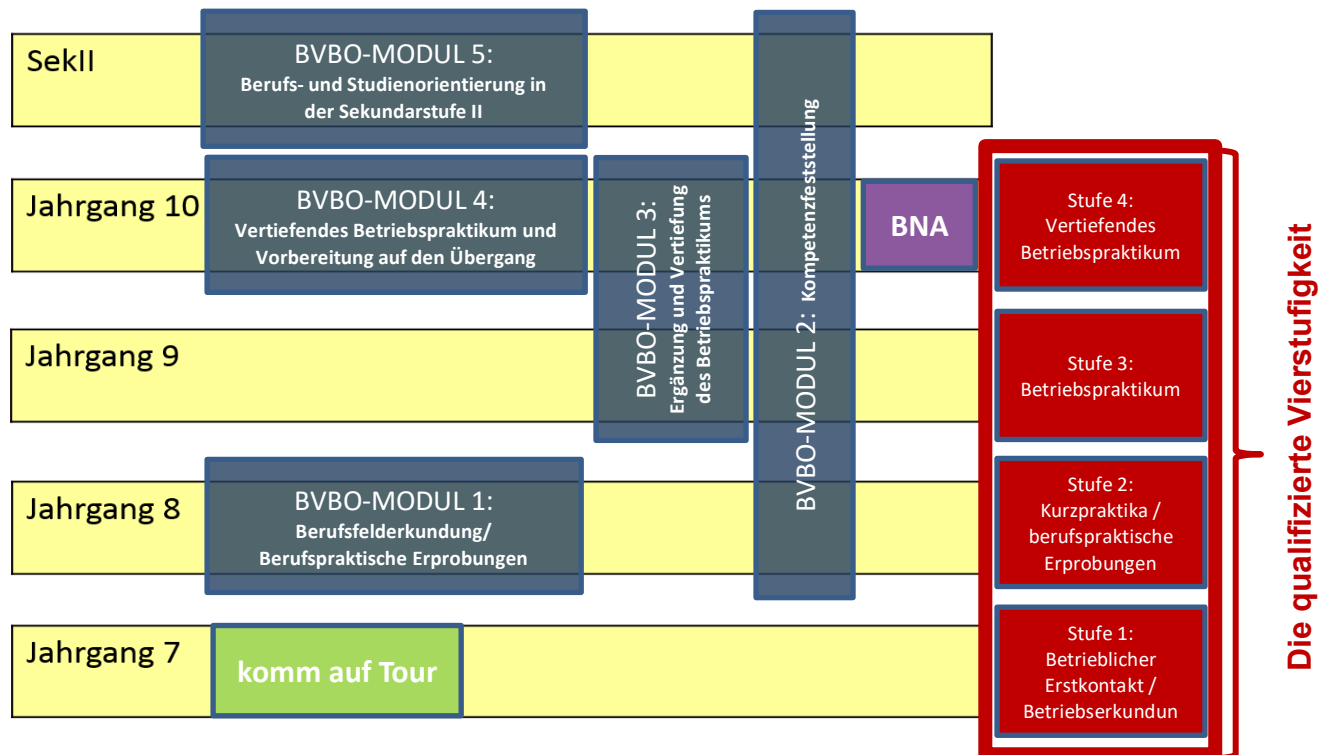 SekII
BVBO-MODUL 5:
Berufs- und Studienorientierung in
der Sekundarstufe II
Jahrgang 10
BVBO-MODUL 4:
Vertiefendes Betriebspraktikum und
Vorbereitung auf den Übergang
BVBO-MODUL 3:
Ergänzung und Vertiefung
des Betriebspraktikums
BVBO-MODUL 2: Kompetenzfeststellung
BNA
Stufe 4:
Vertiefendes
Betriebspraktikum
Jahrgang 9
Stufe 3:
Betriebspraktikum
Jahrgang 8
BVBO-MODUL 1:
Berufsfelderkundung/
Berufspraktische Erprobungen
Stufe 2:
Kurzpraktika /
berufspraktische
Erprobungen
Jahrgang 7
komm auf Tour
Stufe 1:
Betrieblicher
Erstkontakt /
Betriebserkundun
Die qualifizierte Vierstufigkeit